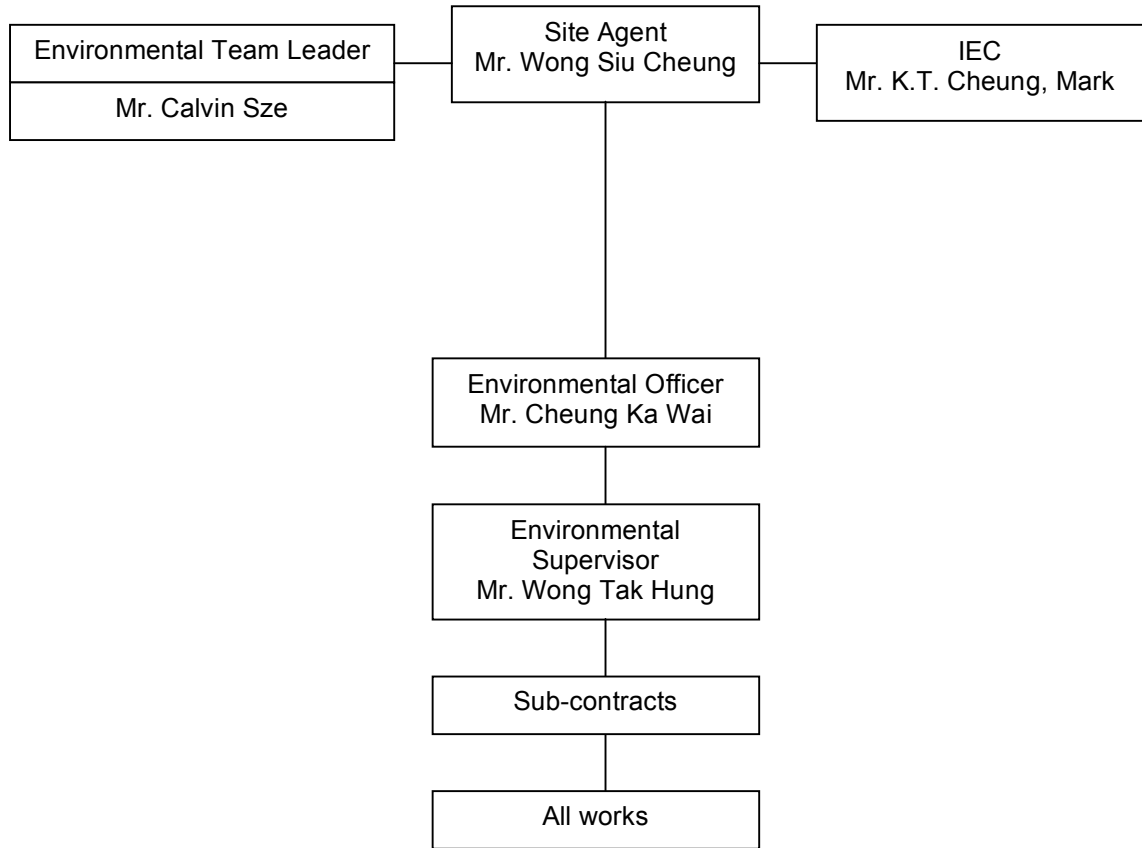 Environmental Team Leader
Mr. Calvin Sze
Site Agent
Mr. Wong Siu Cheung
IEC
Mr. K.T. Cheung, Mark
Environmental Officer
Mr. Cheung Ka Wai
Environmental
Supervisor
Mr. Wong Tak Hung
Sub-contracts
All works